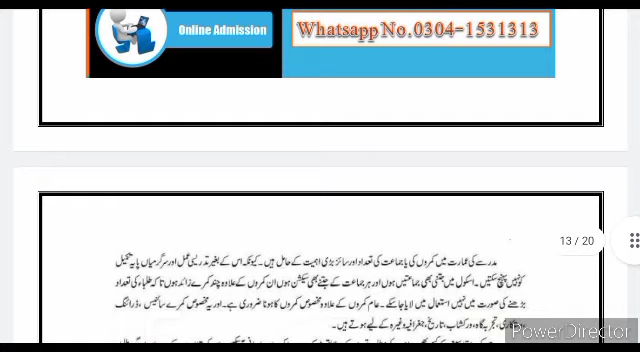 Online Admission
Whatsapp No.0304-1531313
مدرسے کی عمارت میں کمروں کی یا جماعت کی تعداد اور سائز بڑی اہمیت کے حامل ہیں۔ کیونکہ اس کے بغیر تدریسی عمل اور سرگرمیاں پایہ تکمیل
13 / 20
کو نہیں پہنچ سکتیں۔ اسکول میں جتنی بھی جماعتیں ہوں اور ہر جماعت کے جتنے بھی سیکشن ہوں ان کمروں کے علاوہ چند کمرے زائد ہوں تاکہ طلباء کی تعداد
بڑھنے کی صورت میں انہیں استعمال میں لایا جا سکے۔ عام کمروں کے علاوہ مخصوص کمروں کا ہونا ضروری ہے۔ اور یہ مخصوص کمرے سائنس، ڈرائنگ
تجربہ گاہ، ورکشاپ، تاریخ، جغرافیہ وغیرہ کے لیے ہوتے ہیں۔
PowerDirector